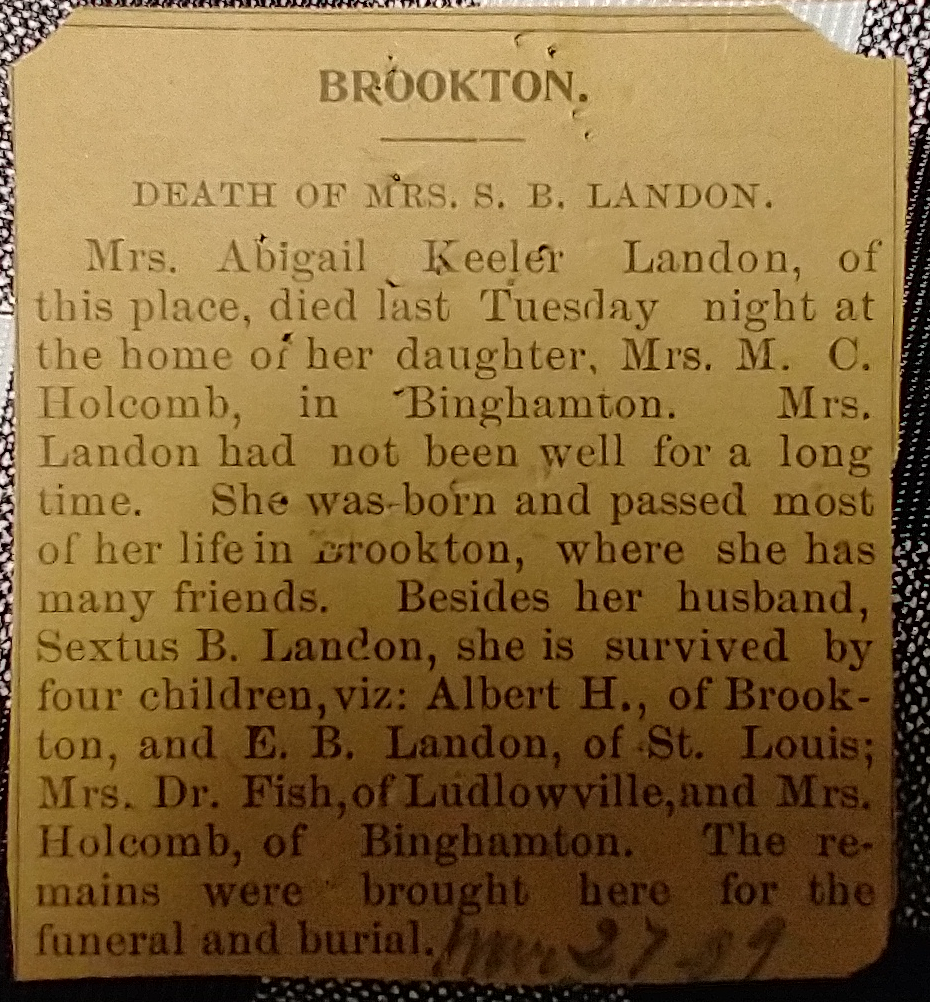 BROOKTON.
DEATH OF MRS. S. B. LANDON.
Mrs. Abigail Keeler Landon, of
this place, died last Tuesday night at
the home of her daughter, Mrs. M. C.
Holcomb, in Binghamton. Mrs.
Landon had not been well for a long
time. She was born and passed most
of her life in Brookton, where she has
many friends. Besides her husband,
Sextus B. Landon, she is survived by
four children, viz: Albert H., of Brook-
ton, and E. B. Landon, of St. Louis;
Mrs. Dr. Fish, of Ludlowville, and Mrs.
Holcomb, of Binghamton. The re-
mains were brought here for the
funeral and burial. 27